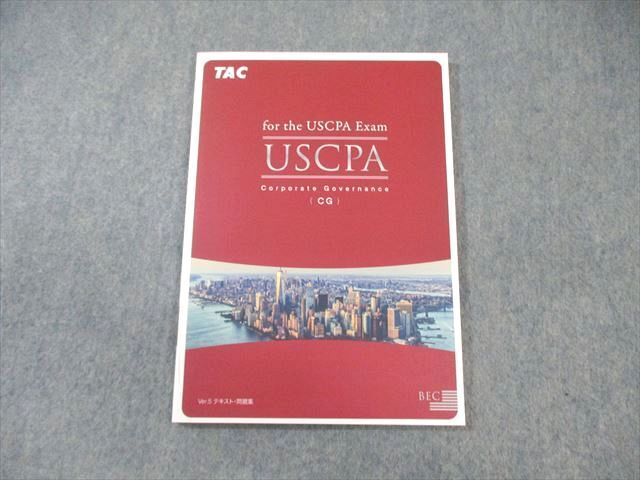 TAC
for the USCPA Exam
USCPA
Corporate Governance
( CG )
Ver.5 テキスト・問題集
BEC